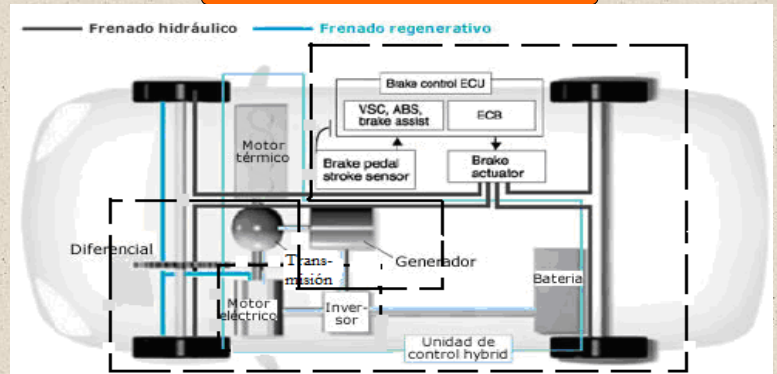 Frenado hidráulico
Frenado regenerativo
Brake control ECU
VSC, ABS,
brake assist
ECB
Motor
térmico
Brake pedal
stroke sensor
Brake
actuator
Diferencial
Trans-
misión
Generador
Bateria
Motor
eléctrico
Inver-
sor
Unidad de
control hybrid